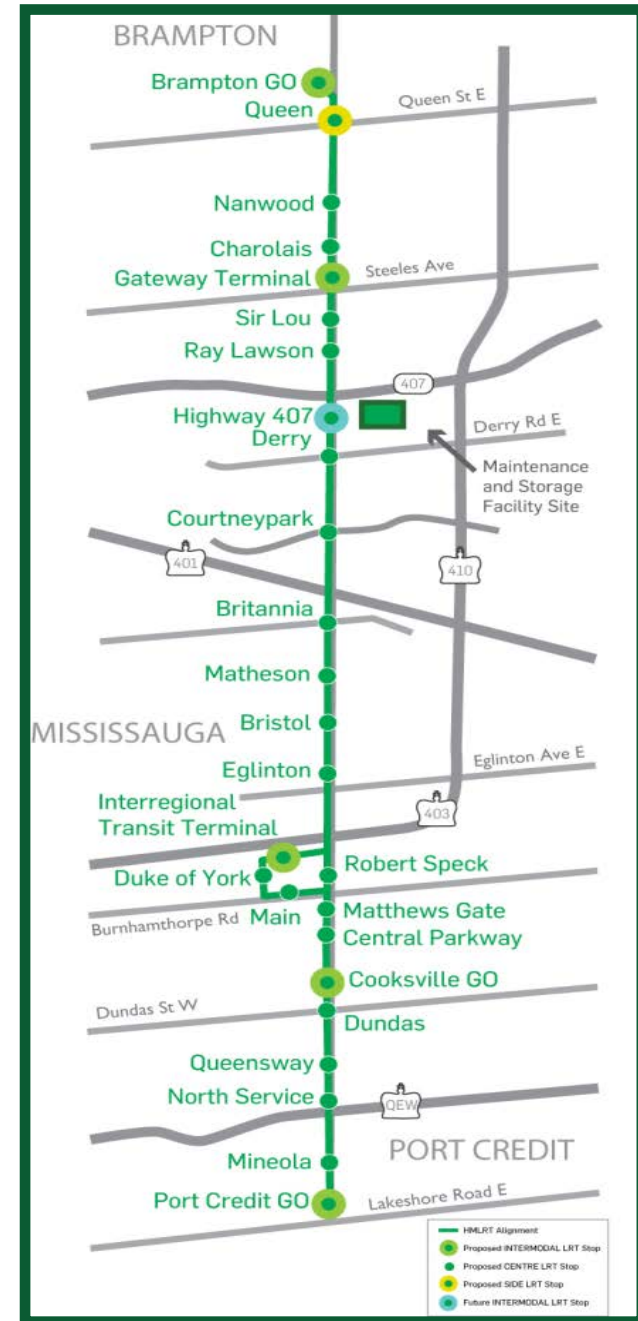 BRAMPTON
Brampton GO
Queen
Queen St E
Nanwood
Charolais
Gateway Terminal
Steeles Ave
Sir Lou
Ray Lawson
407
Highway 407
Derry
Derry Rd E
Maintenance
and Storage
Facility Site
Courtneypark
401
410
Britannia
Matheson
MISSISSAUGA
Bristol
Eglinton
Eglinton Ave E
403
Interregional
Transit Terminal
Duke of York
Robert Speck
Main
Burnhamthorpe Rd
Matthews Gate
Central Parkway
Cooksville GO
Dundas St W
Dundas
Queensway
North Service
QEW
PORT CREDIT
Mineola
Port Credit GO
Lakeshore Road E
HMLRT Alignment
Proposed INTERMODAL LRT Stop
Proposed CENTRE LRT Stop
Proposed SIDE LRT Stop
Future INTERMODAL LRT Stop